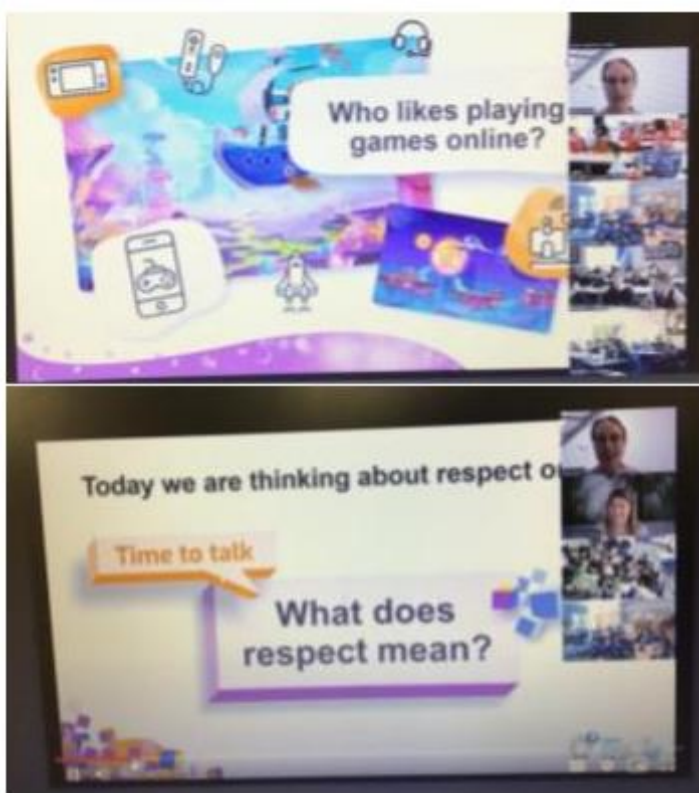 Who likes playing
games online?
Today we are thinking about respect
Time to talk
What does
respect mean?